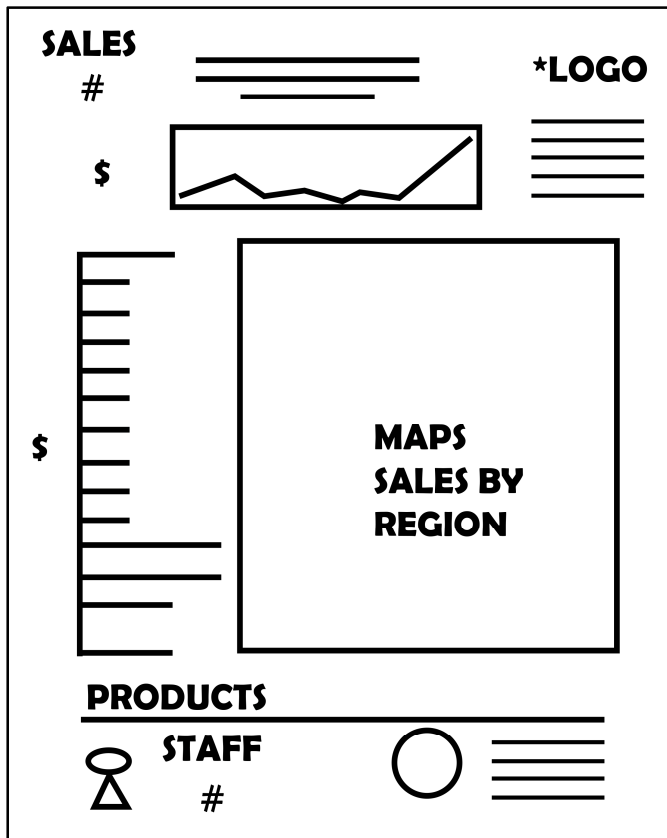 SALES
#
*LOGO
$
$
MAPS
SALES BY
REGION
PRODUCTS
STAFF
#